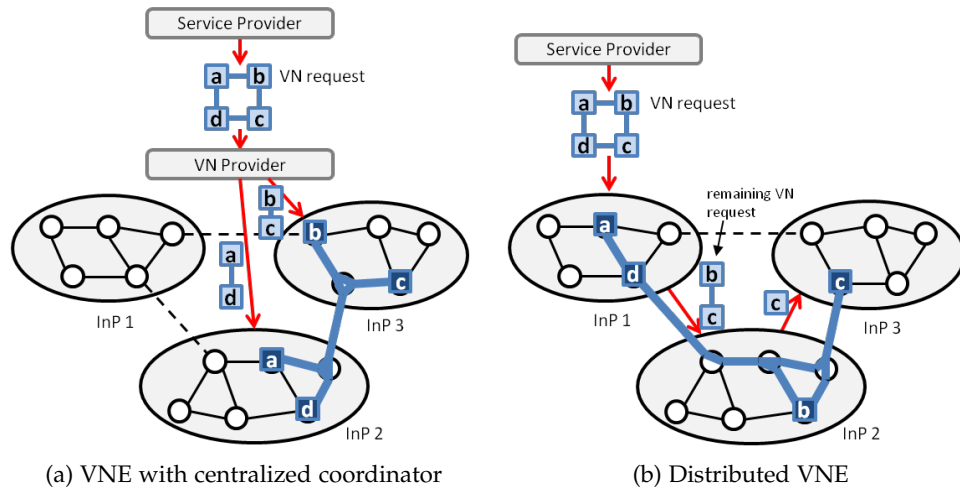 Service Provider
a b
VN request
d c
VN Provider
b
c
a
d
b
c
InP 1
InP 3
a
d
InP 2
(a) VNE with centralized coordinator
Service Provider
a b
VN request
d c
remaining VN
request
a
d
b
c
c
c
InP 1
InP 3
b
InP 2
(b) Distributed VNE